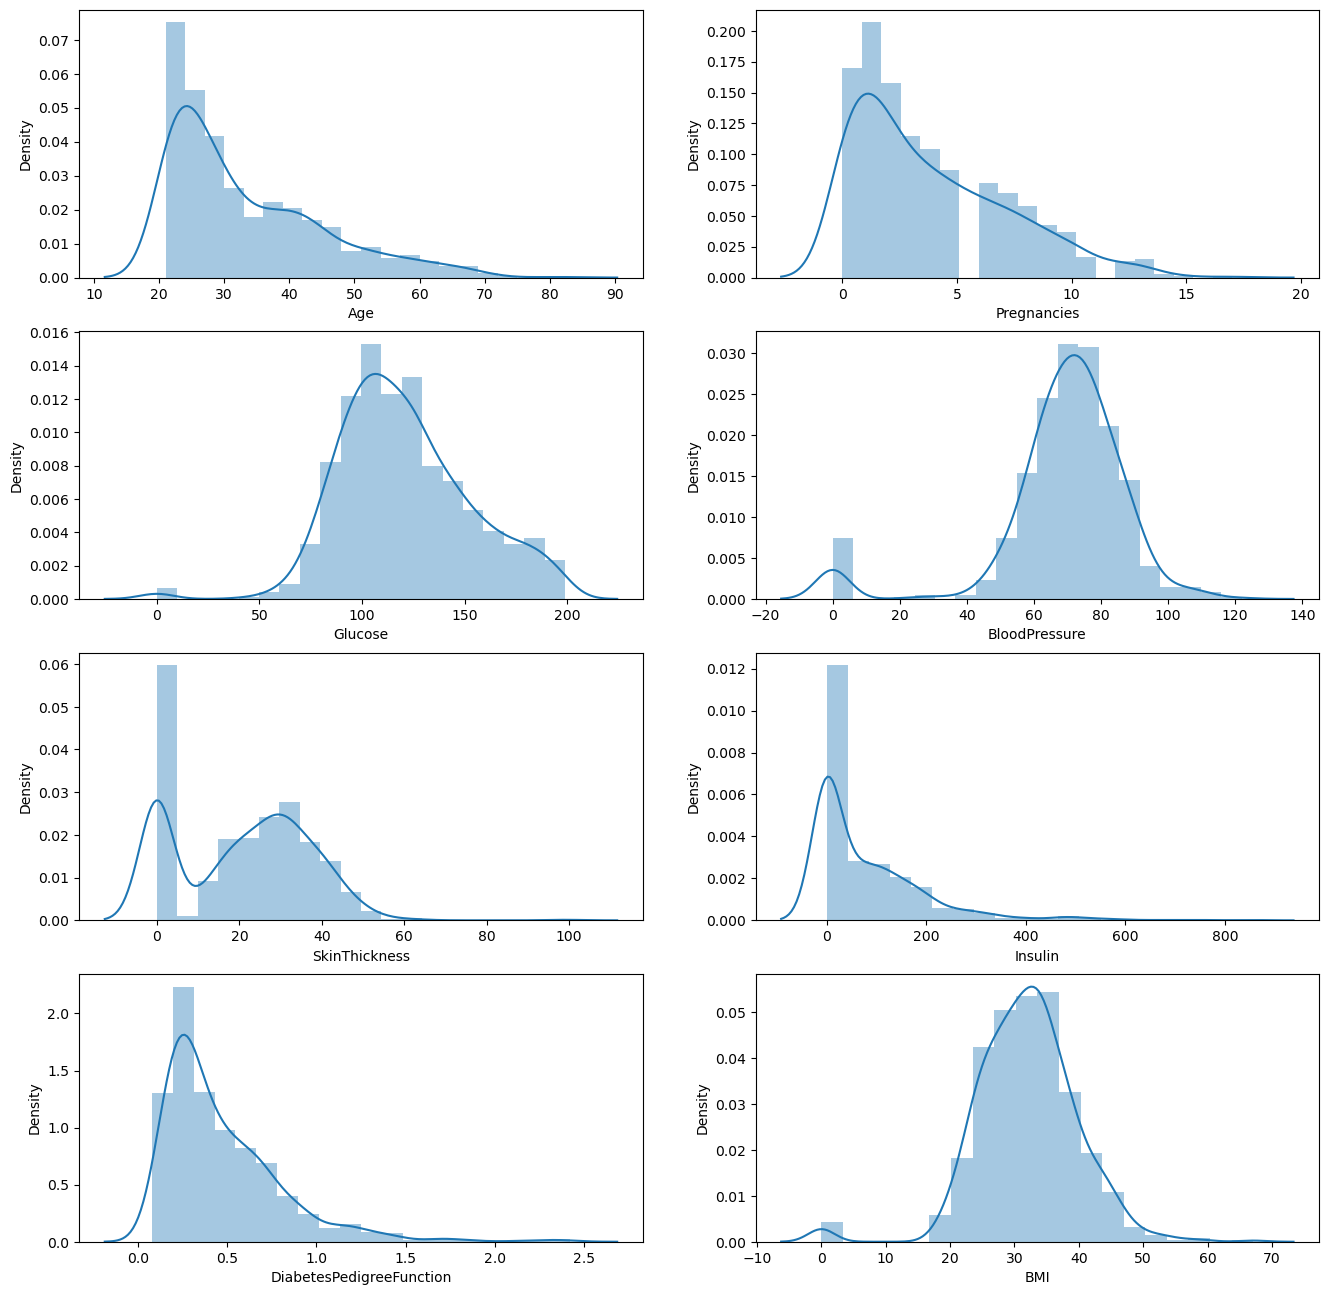 0.07
0.06
0.05
0.04
0.03
0.02
0.01
0.00
Density
10 20 30 40 50 60 70 80 90
Age
0.200
0.175
0.150
0.125
0.100
0.075
0.050
0.025
0.000
Density
0 5 10 15 20
Pregnancies
0.016
0.014
0.012
0.010
0.008
0.006
0.004
0.002
0.000
Density
0 50 100 150 200
Glucose
0.030
0.025
0.020
0.015
0.010
0.005
0.000
Density
−20 0 20 40 60 80 100 120 140
BloodPressure
0.06
0.05
0.04
0.03
0.02
0.01
0.00
Density
0 20 40 60 80 100
SkinThickness
0.012
0.010
0.008
0.006
0.004
0.002
0.000
Density
0 200 400 600 800
Insulin
2.0
1.5
1.0
0.5
0.0
Density
0.0 0.5 1.0 1.5 2.0 2.5
DiabetesPedigreeFunction
0.05
0.04
0.03
0.02
0.01
0.00
Density
−10 0 10 20 30 40 50 60 70
BMI